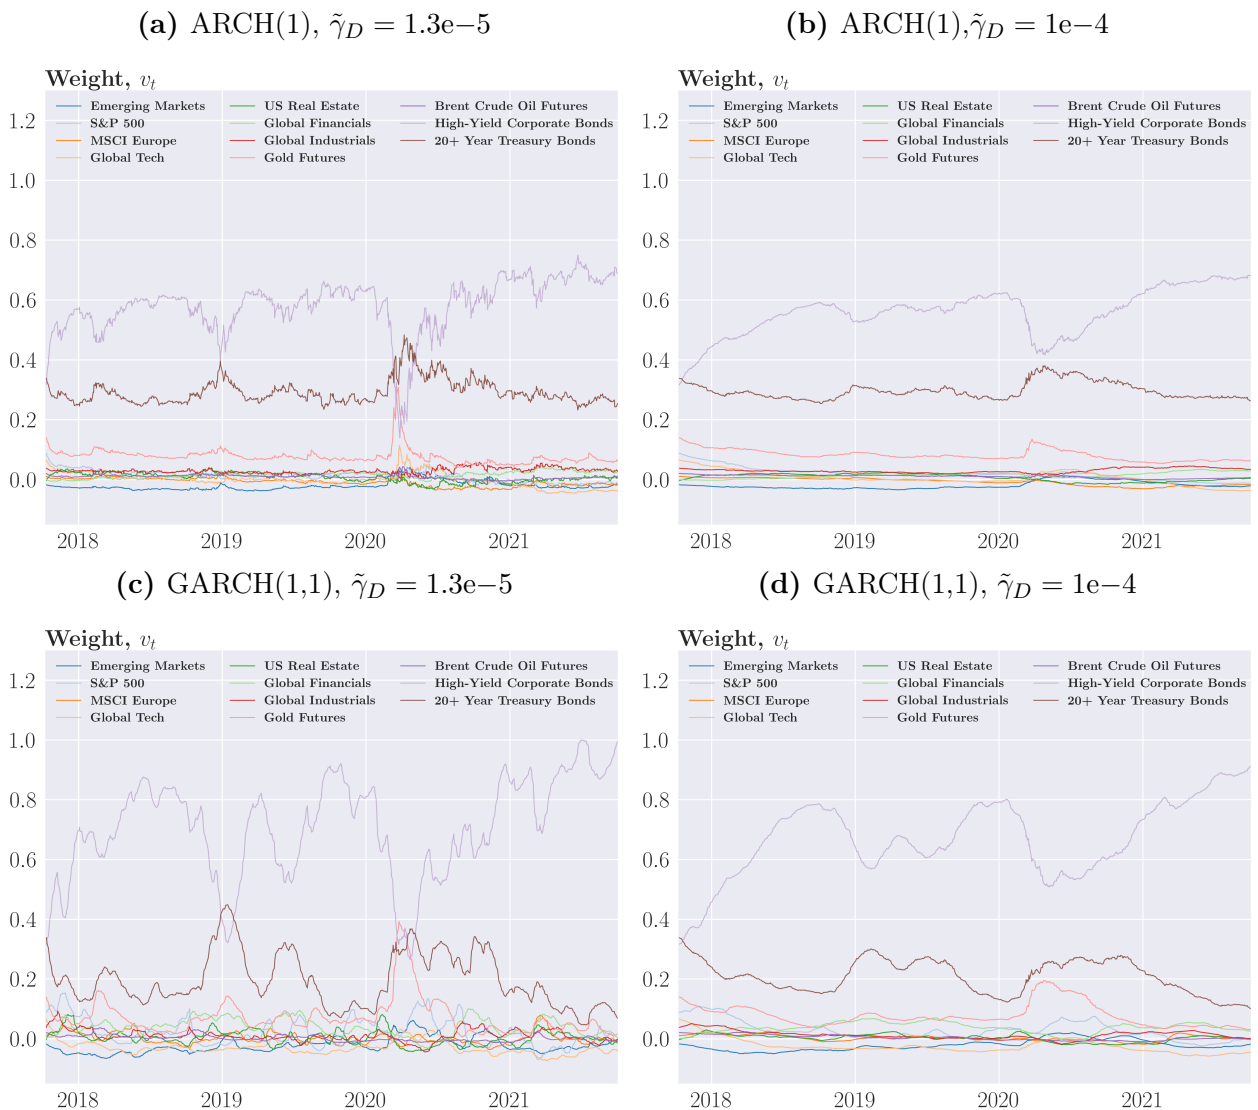 (a) ARCH(1), γ̃_D = 1.3e−5
Weight, v_t
Emerging Markets
S&P 500
MSCI Europe
Global Tech
US Real Estate
Global Financials
Global Industrials
Gold Futures
Brent Crude Oil Futures
High-Yield Corporate Bonds
20+ Year Treasury Bonds
1.2
1.0
0.8
0.6
0.4
0.2
0.0
2018 2019 2020 2021
(b) ARCH(1),γ̃_D = 1e−4
Weight, v_t
Emerging Markets
S&P 500
MSCI Europe
Global Tech
US Real Estate
Global Financials
Global Industrials
Gold Futures
Brent Crude Oil Futures
High-Yield Corporate Bonds
20+ Year Treasury Bonds
1.2
1.0
0.8
0.6
0.4
0.2
0.0
2018 2019 2020 2021
(c) GARCH(1,1), γ̃_D = 1.3e−5
Weight, v_t
Emerging Markets
S&P 500
MSCI Europe
Global Tech
US Real Estate
Global Financials
Global Industrials
Gold Futures
Brent Crude Oil Futures
High-Yield Corporate Bonds
20+ Year Treasury Bonds
1.2
1.0
0.8
0.6
0.4
0.2
0.0
2018 2019 2020 2021
(d) GARCH(1,1), γ̃_D = 1e−4
Weight, v_t
Emerging Markets
S&P 500
MSCI Europe
Global Tech
US Real Estate
Global Financials
Global Industrials
Gold Futures
Brent Crude Oil Futures
High-Yield Corporate Bonds
20+ Year Treasury Bonds
1.2
1.0
0.8
0.6
0.4
0.2
0.0
2018 2019 2020 2021